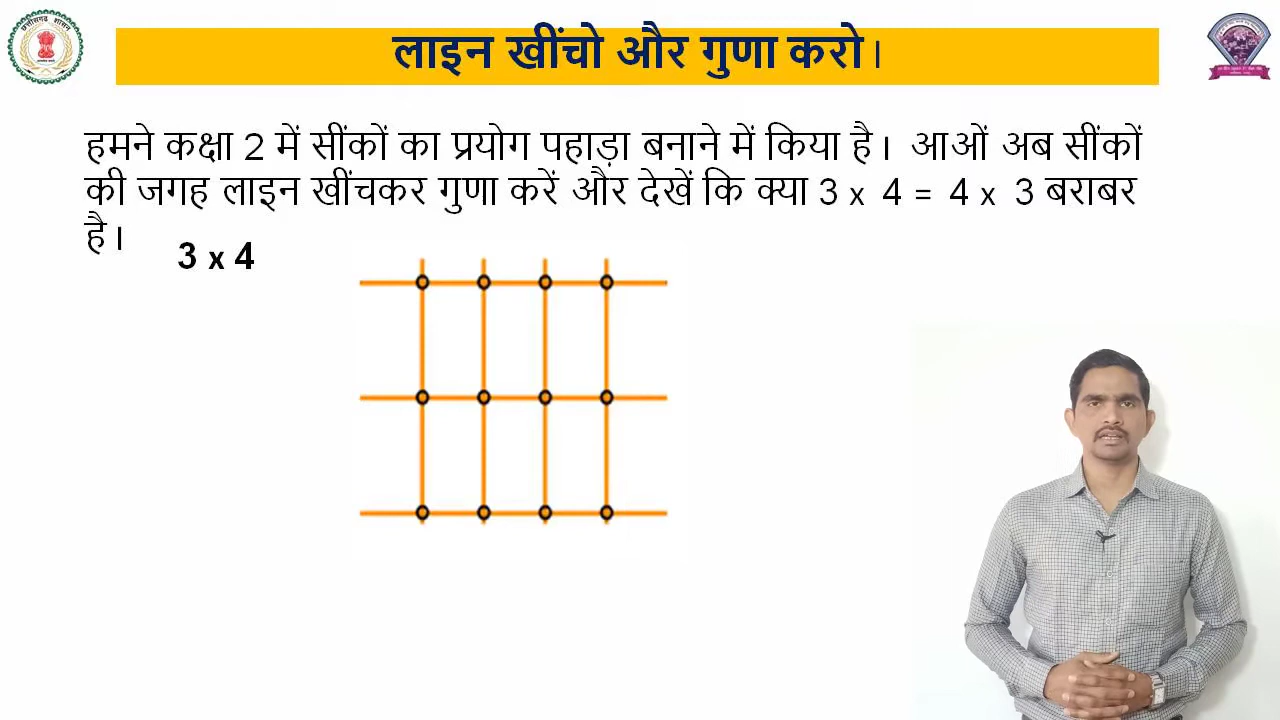 लाइन खींचो और गुणा करो।
हमने कक्षा 2 में सींकों का प्रयोग पहाड़ा बनाने में किया है। आओं अब सींकों
की जगह लाइन खींचकर गुणा करें और देखें कि क्या 3 x 4 = 4 x 3 बराबर
है।
3 x 4